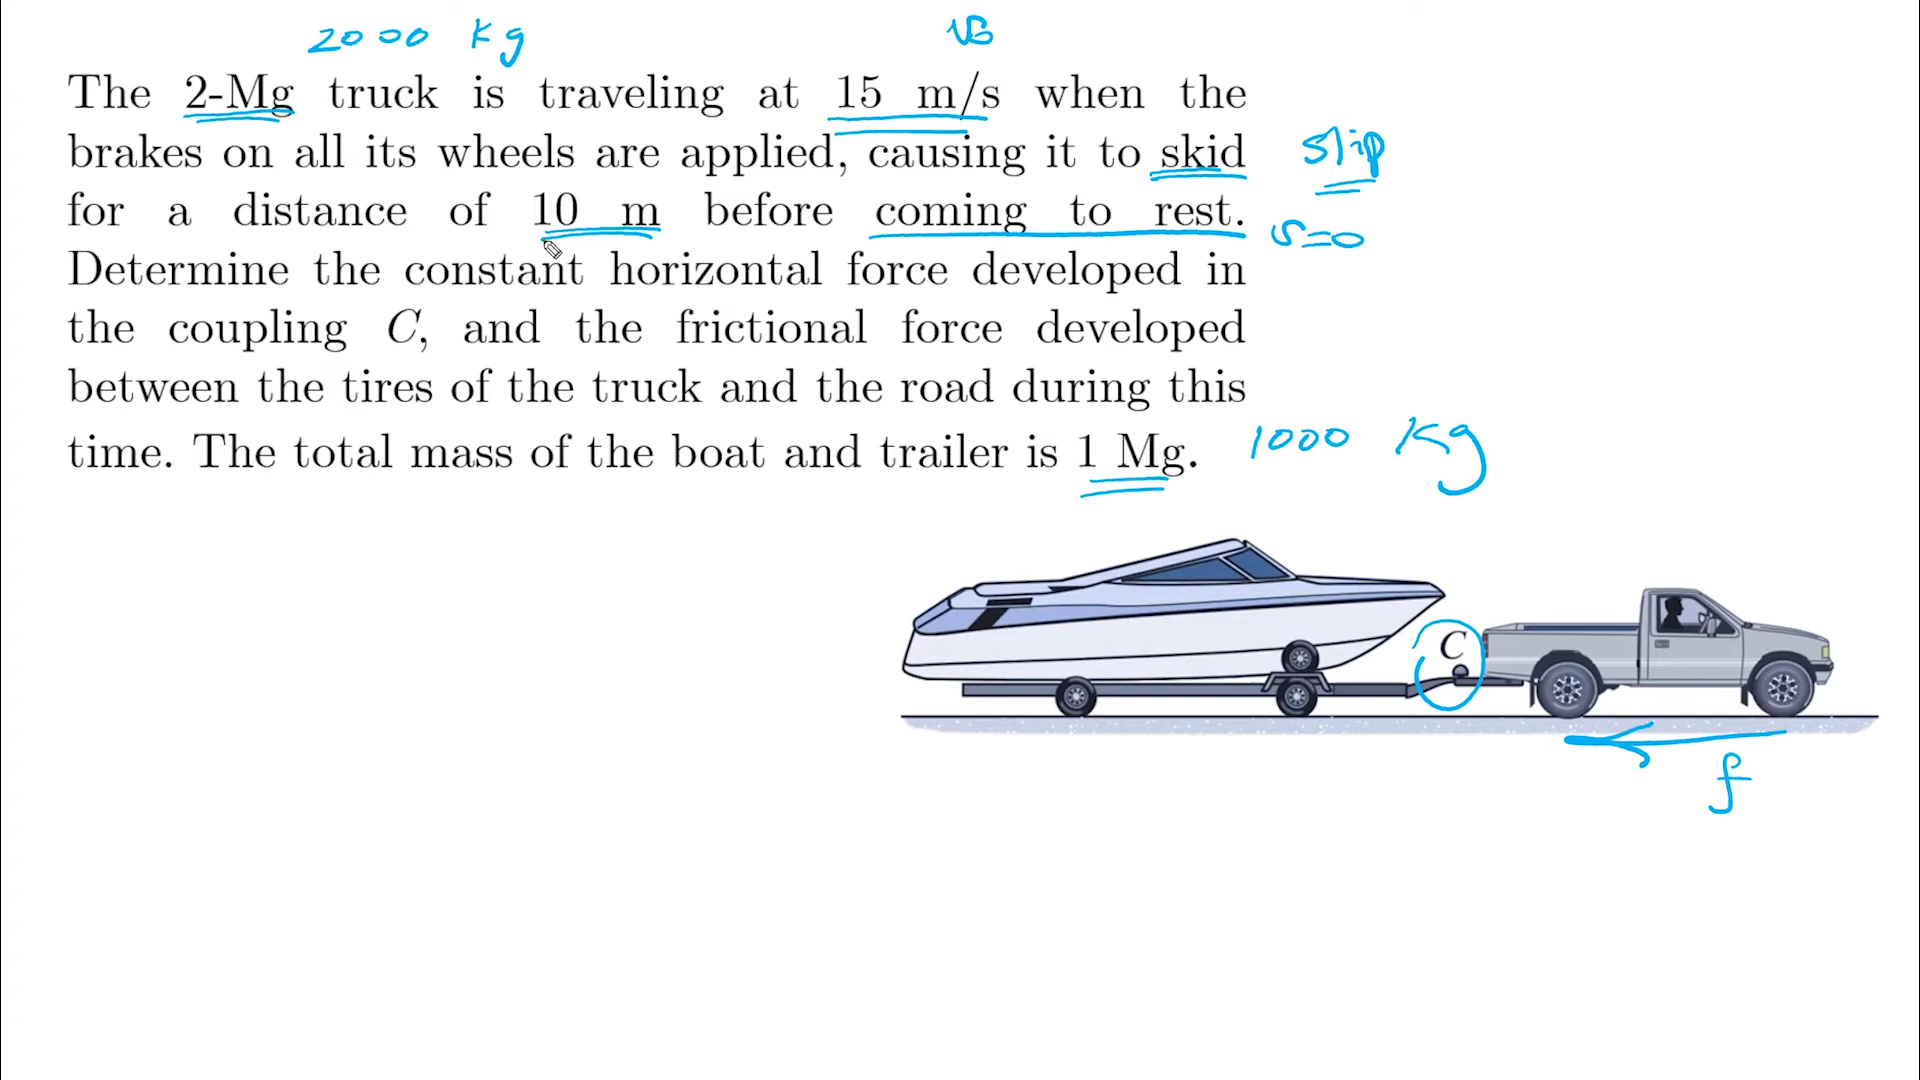 2000 kg
v0
The 2-Mg truck is traveling at 15 m/s when the
brakes on all its wheels are applied, causing it to skid
slip
for a distance of 10 m before coming to rest.
v=0
Determine the constant horizontal force developed in
the coupling C, and the frictional force developed
between the tires of the truck and the road during this
time. The total mass of the boat and trailer is 1 Mg.
1000 kg
C
f